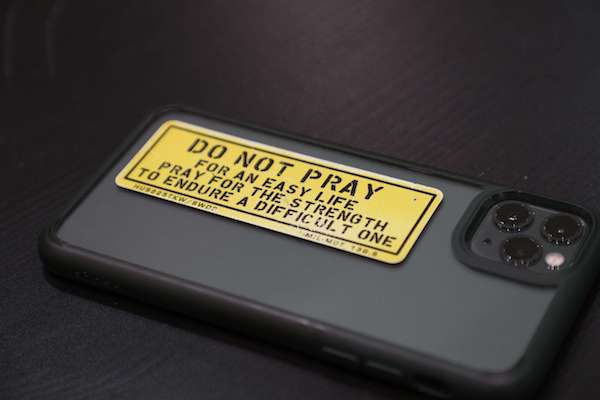 DO NOT PRAY
FOR AN EASY LIFE
PRAY FOR THE STRENGTH
TO ENDURE A DIFFICULT ONE